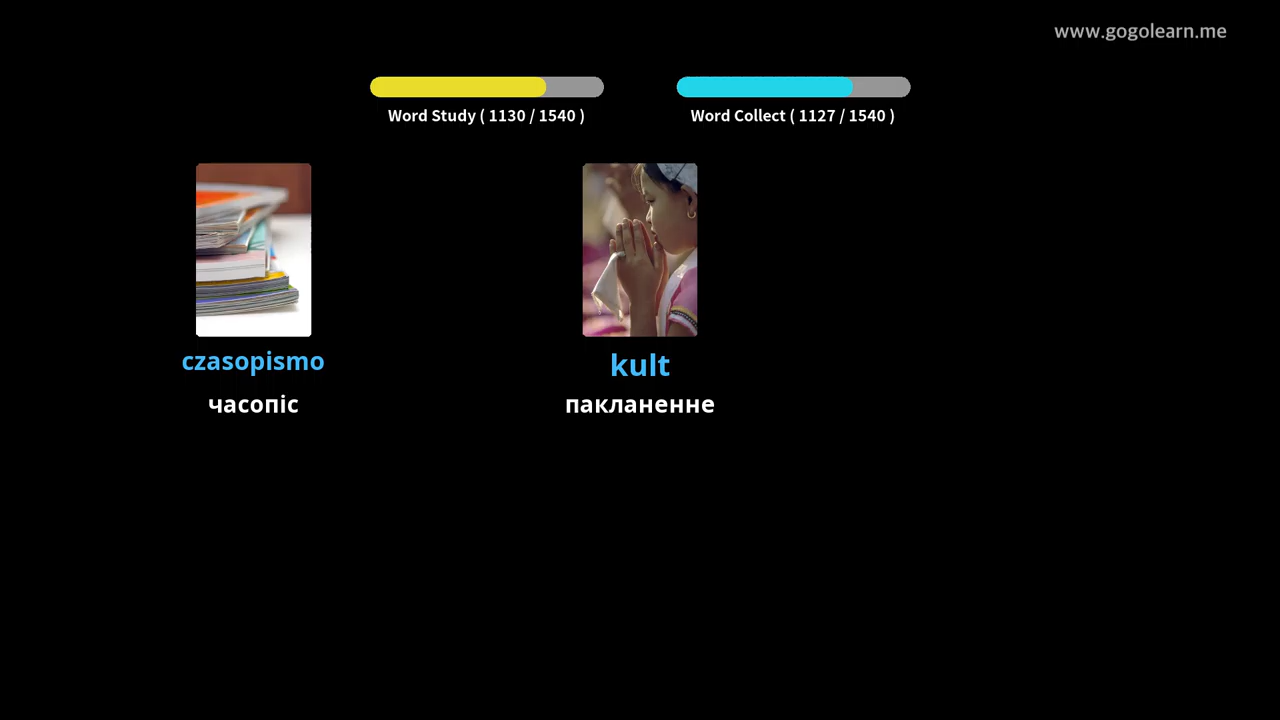 www.gogolearn.me
Word Study ( 1130 / 1540 )
Word Collect ( 1127 / 1540 )
czasopismo
часопіс
kult
пакланенне